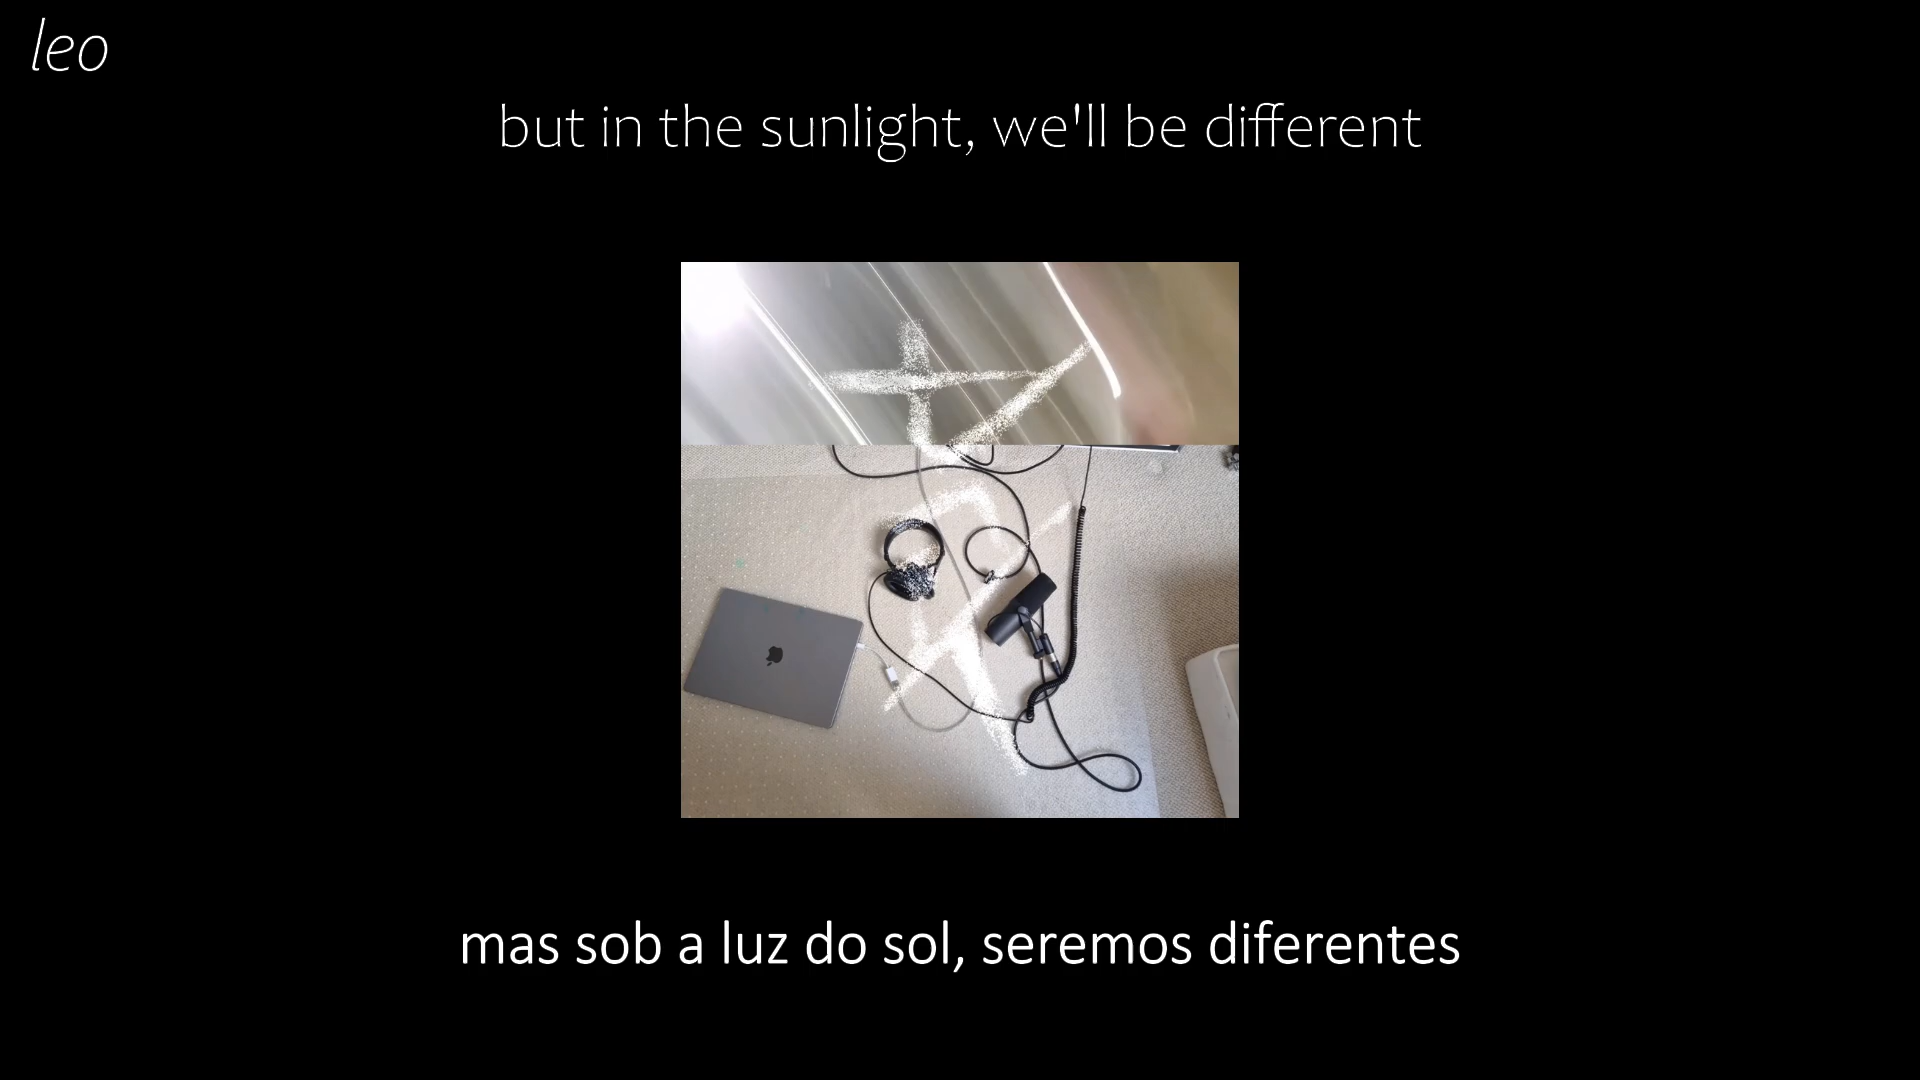 leo
but in the sunlight, we'll be different
mas sob a luz do sol, seremos diferentes